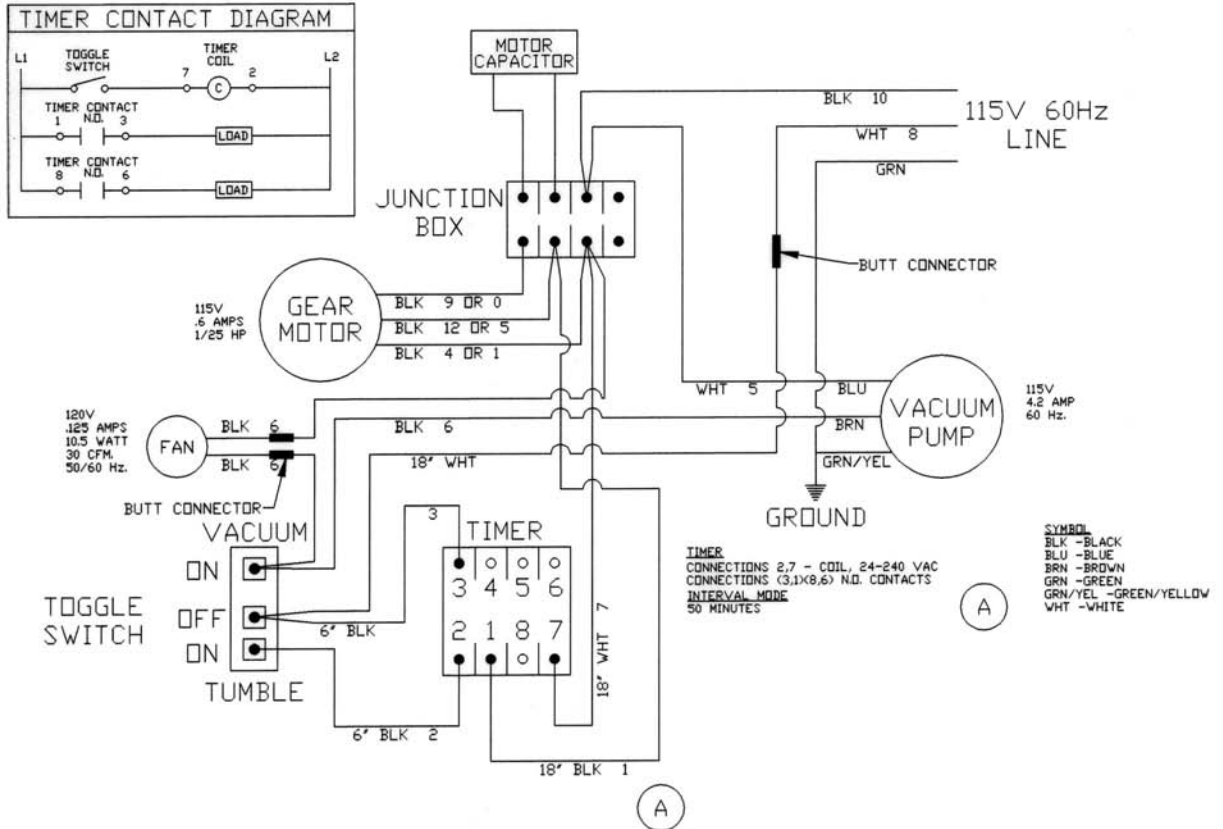 TIMER CONTACT DIAGRAM
L1
TOGGLE
SWITCH
TIMER
COIL
L2
7
C
2
TIMER CONTACT
1 N.O. 3
LOAD
TIMER CONTACT
8 N.O. 6
LOAD
MOTOR
CAPACITOR
BLK 10
115V 60Hz
LINE
WHT 8
GRN
JUNCTION
BOX
BUTT CONNECTOR
GEAR
MOTOR
115V
.6 AMPS
1/25 HP
BLK 9 OR 0
BLK 12 OR 5
BLK 4 OR 1
WHT 5
BLU
VACUUM
PUMP
115V
4.2 AMP
60 Hz.
BRN
GRN/YEL
120V
.125 AMPS
10.5 WATT
30 CFM.
50/60 Hz.
FAN
BLK 6
BLK 6
BLK 6
18" WHT
BUTT CONNECTOR
GROUND
VACUUM
ON
OFF
ON
TUMBLE
TOGGLE
SWITCH
3
6" BLK
TIMER
3 4 5 6
2 1 8 7
18" WHT 7
6" BLK 2
18" BLK 1
TIMER
CONNECTIONS 2,7 - COIL, 24-240 VAC
CONNECTIONS (3,1)(8,6) N.O. CONTACTS
INTERVAL MODE
50 MINUTES
A
SYMBOL
BLK -BLACK
BLU -BLUE
BRN -BROWN
GRN -GREEN
GRN/YEL -GREEN/YELLOW
WHT -WHITE
A